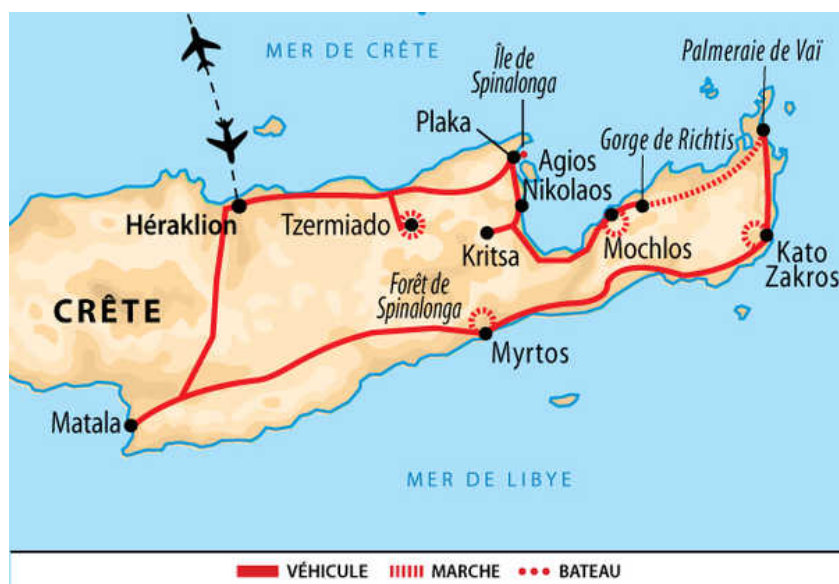 MER DE CRÊTE
Île de
Spinalonga
Palmeraie de Vaï
Plaka
Agios
Nikolaos
Gorge de Richtis
Héraklion
Tzermiado
Kritsa
Mochlos
Kato
Zakros
Forêt de
Spinalonga
CRÊTE
Myrtos
Matala
MER DE LIBYE
VÉHICULE
MARCHE
BATEAU